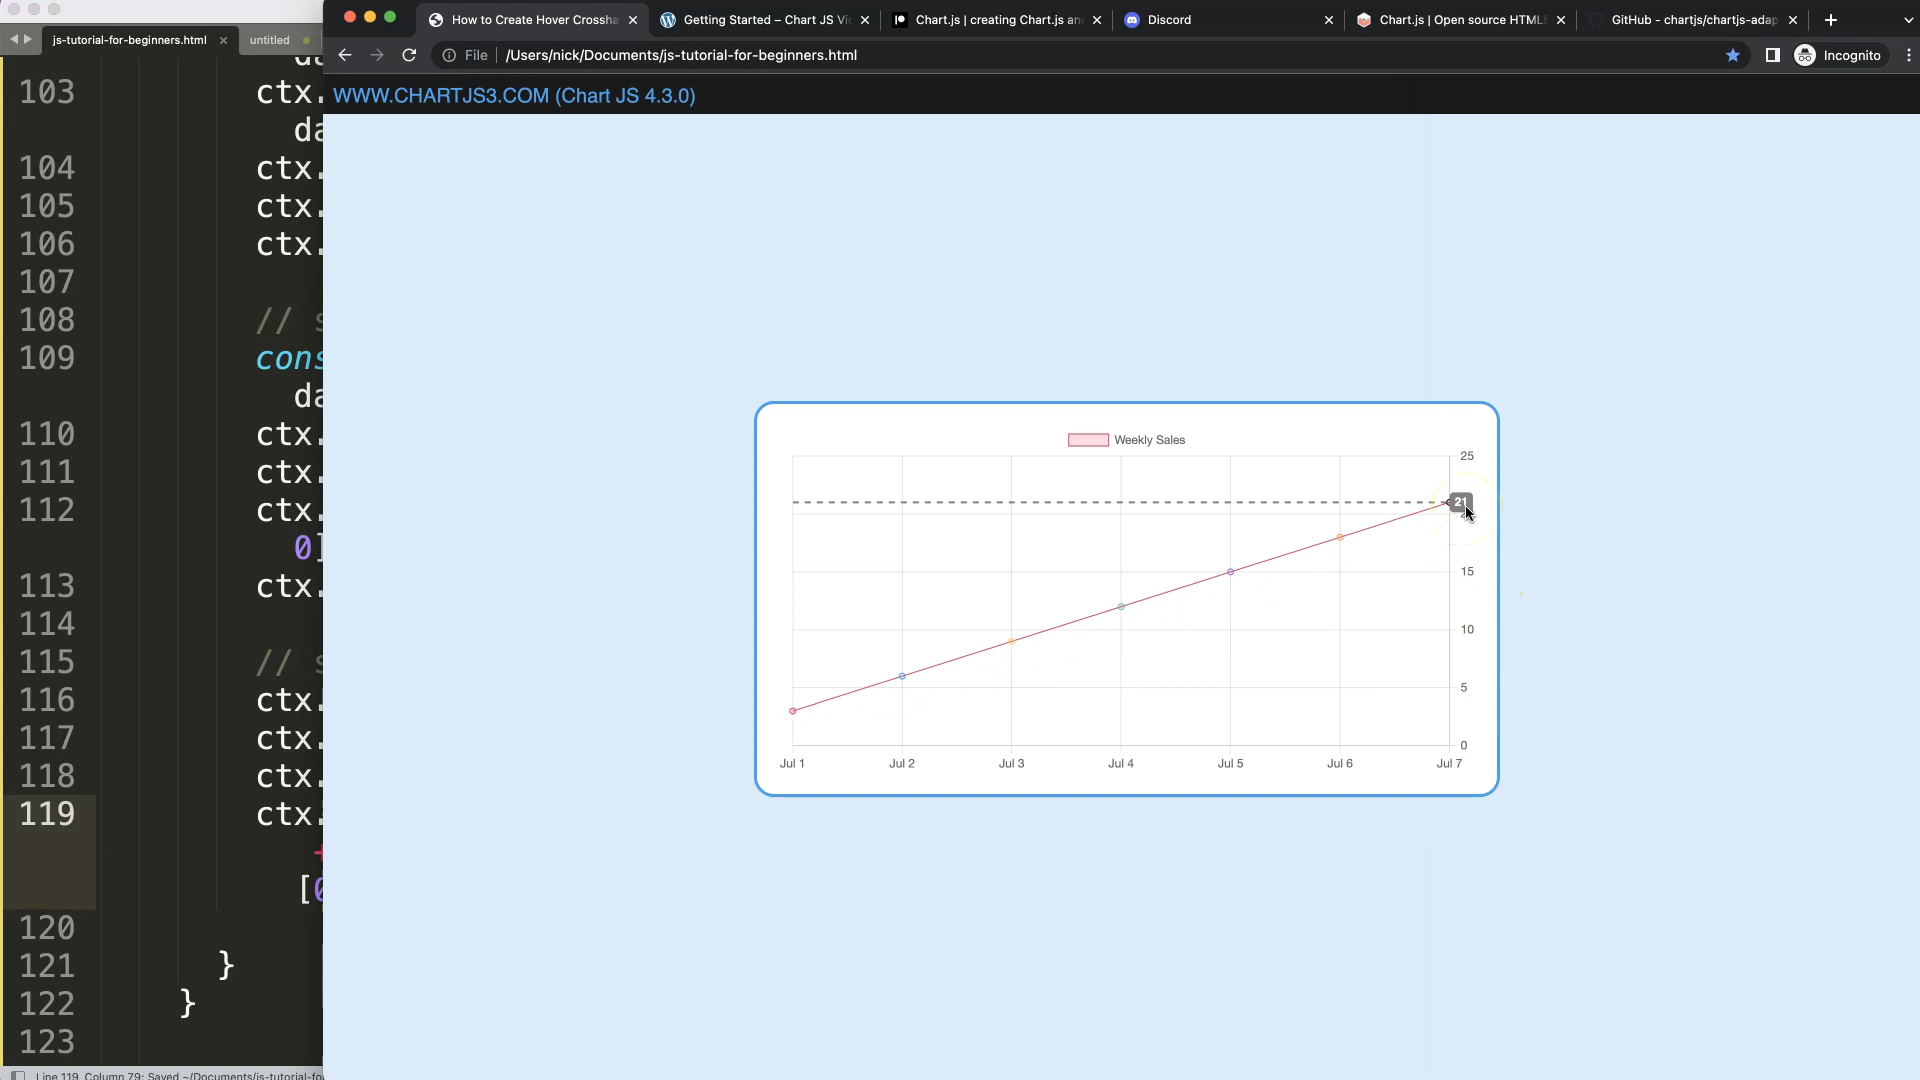 js-tutorial-for-beginners.html
untitled
How to Create Hover Crossha
Getting Started – Chart JS Vi
Chart.js | creating Chart.js an
Discord
Chart.js | Open source HTML5
GitHub - chartjs/chartjs-adap
File
/Users/nick/Documents/js-tutorial-for-beginners.html
Incognito
WWW.CHARTJS3.COM (Chart JS 4.3.0)
103 ctx.
da
104 ctx.
105 ctx.
106 ctx.
107
108 // s
109 cons
da
110 ctx.
111 ctx.
112 ctx.
0]
113 ctx.
114
115 // s
116 ctx.
117 ctx.
118 ctx.
119 ctx.
+
[0
120
121 }
122 }
123
Line 119, Column 79; Saved ~/Documents/js-tutorial-fo
Weekly Sales
25
21
15
10
5
0
Jul 1 Jul 2 Jul 3 Jul 4 Jul 5 Jul 6 Jul 7